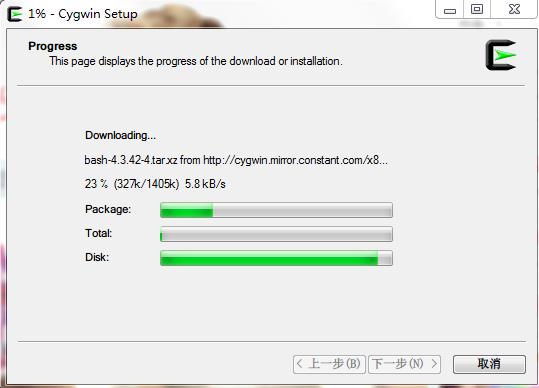 1% - Cygwin Setup
Progress
This page displays the progress of the download or installation.
Downloading...
bash-4.3.42-4.tar.xz from http://cygwin.mirror.constant.com/x8...
23 % (327k/1405k) 5.8 kB/s
Package:
Total:
Disk:
< 上一步(B) 下一步(N) > 取消